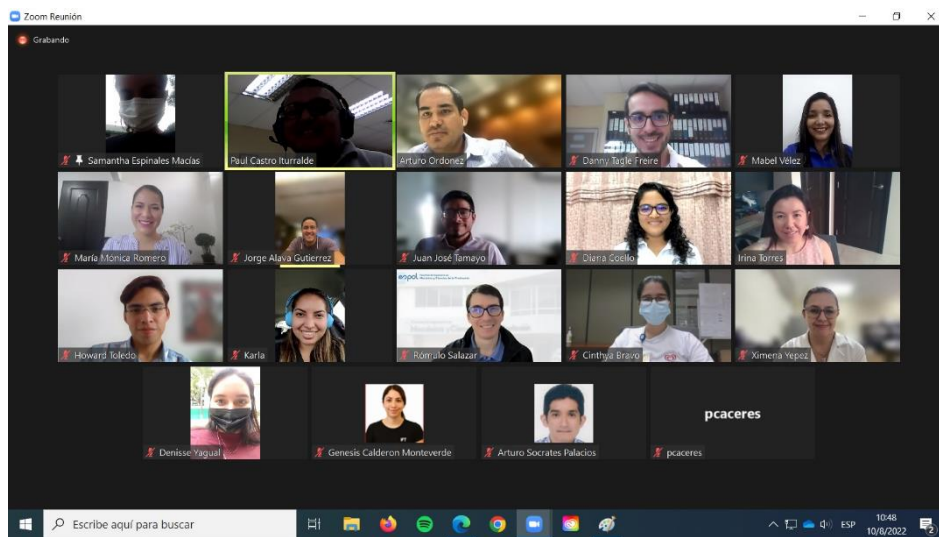 Zoom Reunión
Grabando
Samantha Espinales Macías
Paul Castro Iturralde
Arturo Ordonez
Danny Tagle Freire
Mabel Vélez
María Mónica Romero
Jorge Alava Gutierrez
Juan José Tamayo
Diana Coello
Irina Torres
espol
Howard Toledo
Karla
Rómulo Salazar
Cinthya Bravo
Ximena Yepez
pcaceres
Denisse Yagual
Genesis Calderon Monteverde
Arturo Socrates Palacios
pcaceres
Escribe aquí para buscar
ESP
10:48
10/8/2022
2